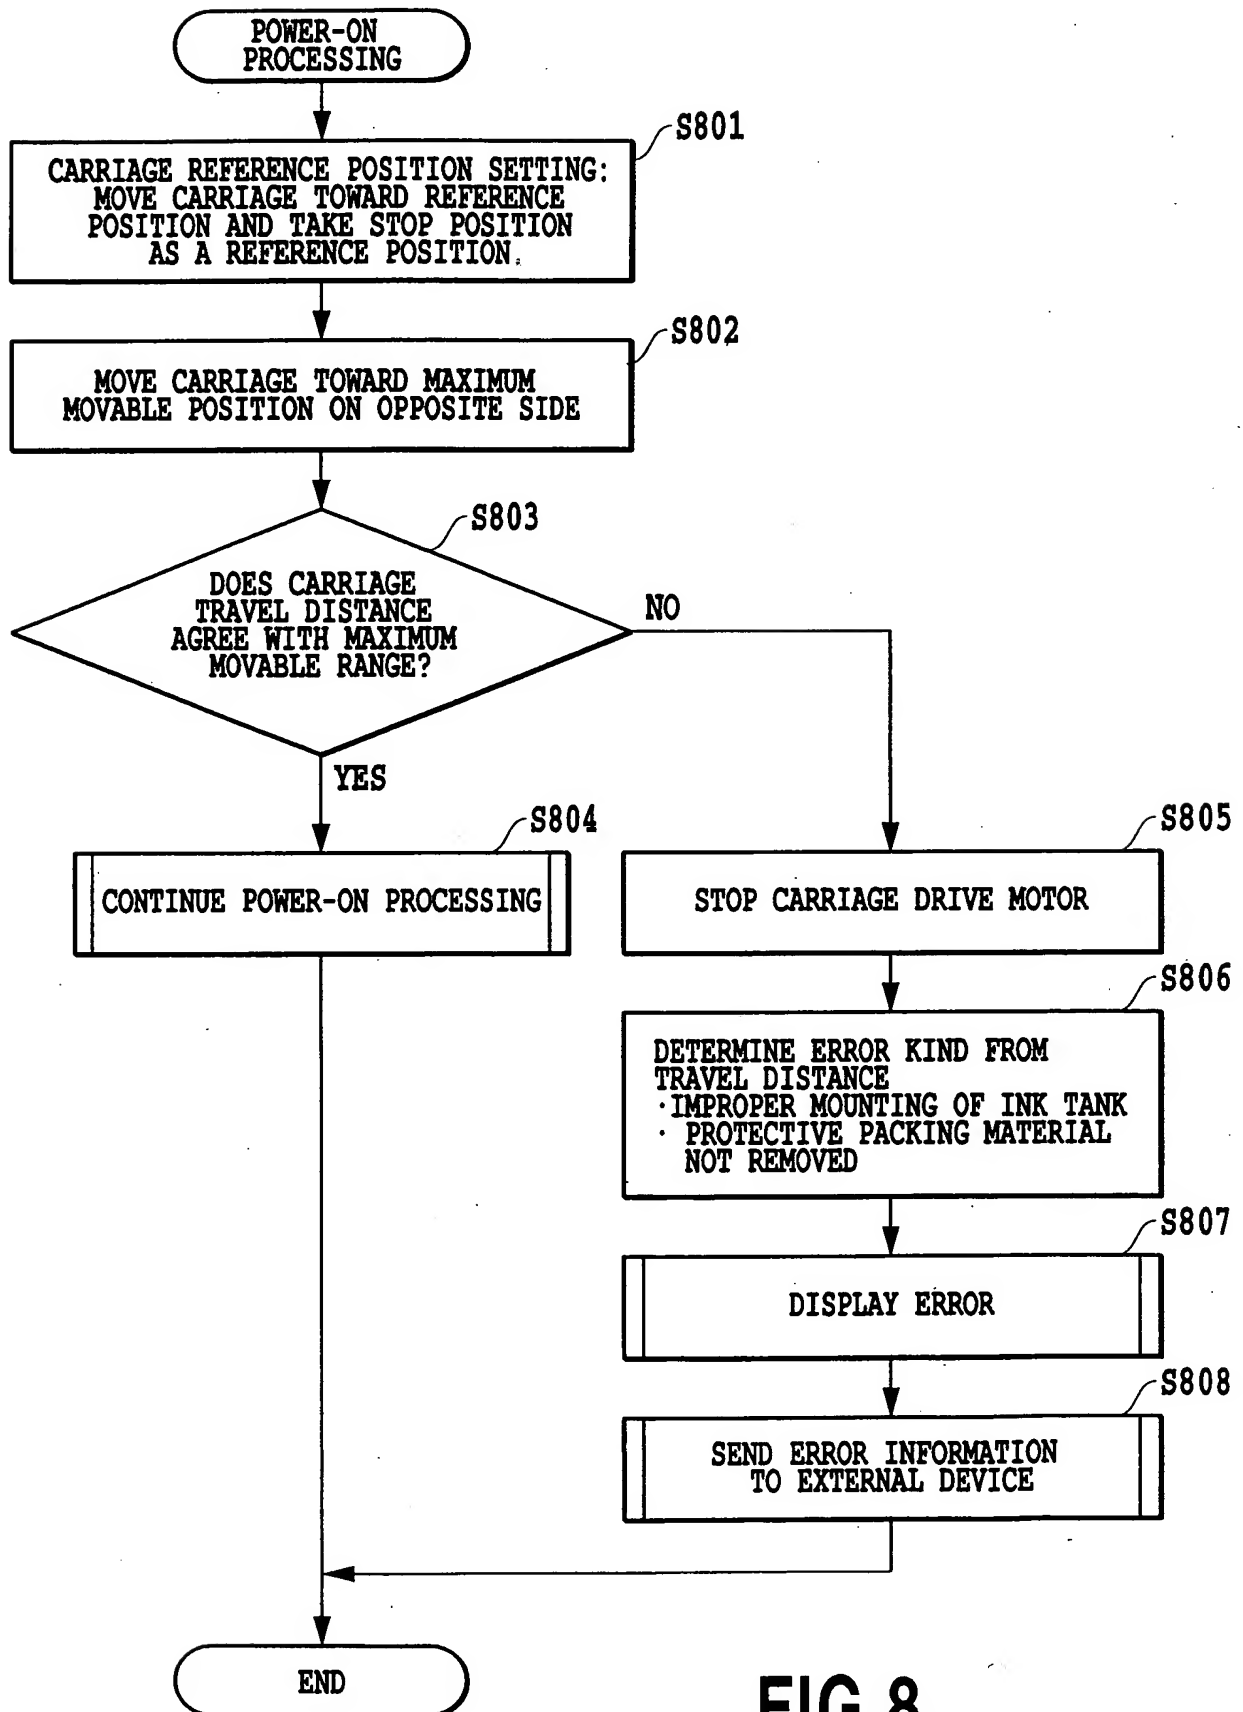 POWER-ON
PROCESSING
S801
CARRIAGE REFERENCE POSITION SETTING:
MOVE CARRIAGE TOWARD REFERENCE
POSITION AND TAKE STOP POSITION
AS A REFERENCE POSITION.
S802
MOVE CARRIAGE TOWARD MAXIMUM
MOVABLE POSITION ON OPPOSITE SIDE
S803
DOES CARRIAGE
TRAVEL DISTANCE
AGREE WITH MAXIMUM
MOVABLE RANGE?
NO
YES
S804
CONTINUE POWER-ON PROCESSING
S805
STOP CARRIAGE DRIVE MOTOR
S806
DETERMINE ERROR KIND FROM
TRAVEL DISTANCE
·IMPROPER MOUNTING OF INK TANK
· PROTECTIVE PACKING MATERIAL
NOT REMOVED
S807
DISPLAY ERROR
S808
SEND ERROR INFORMATION
TO EXTERNAL DEVICE
END
FIG.8